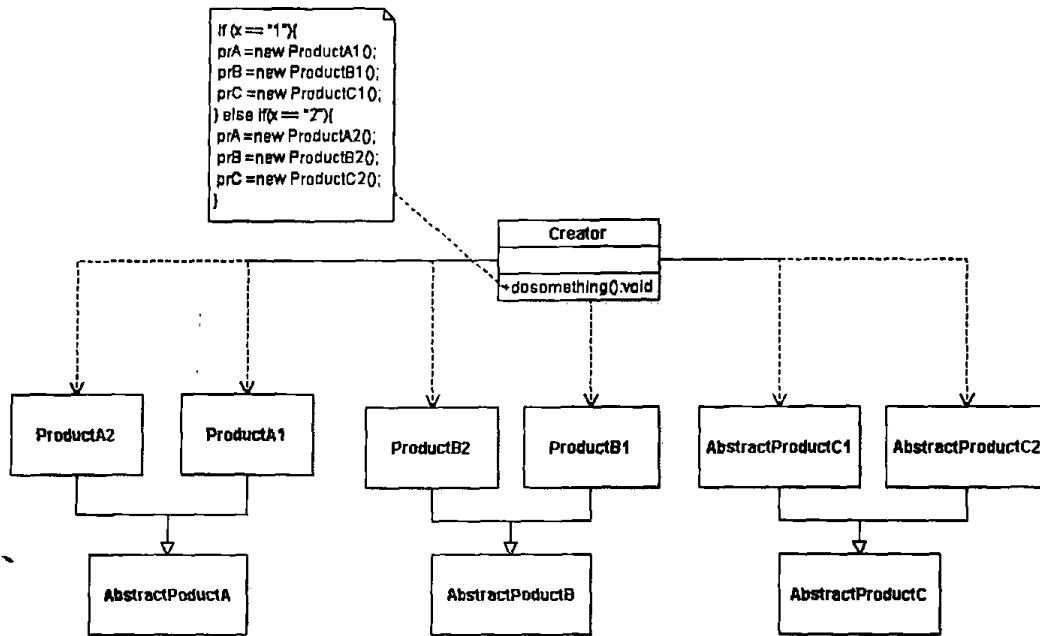 if (x == "1"){
prA =new ProductA1();
prB =new ProductB1();
prC =new ProductC1();
} else if(x == "2"){
prA =new ProductA2();
prB =new ProductB2();
prC =new ProductC2();
}
Creator
+dosomething():void
ProductA2
ProductA1
ProductB2
ProductB1
AbstractProductC1
AbstractProductC2
AbstractPoductA
AbstractPoductB
AbstractProductC